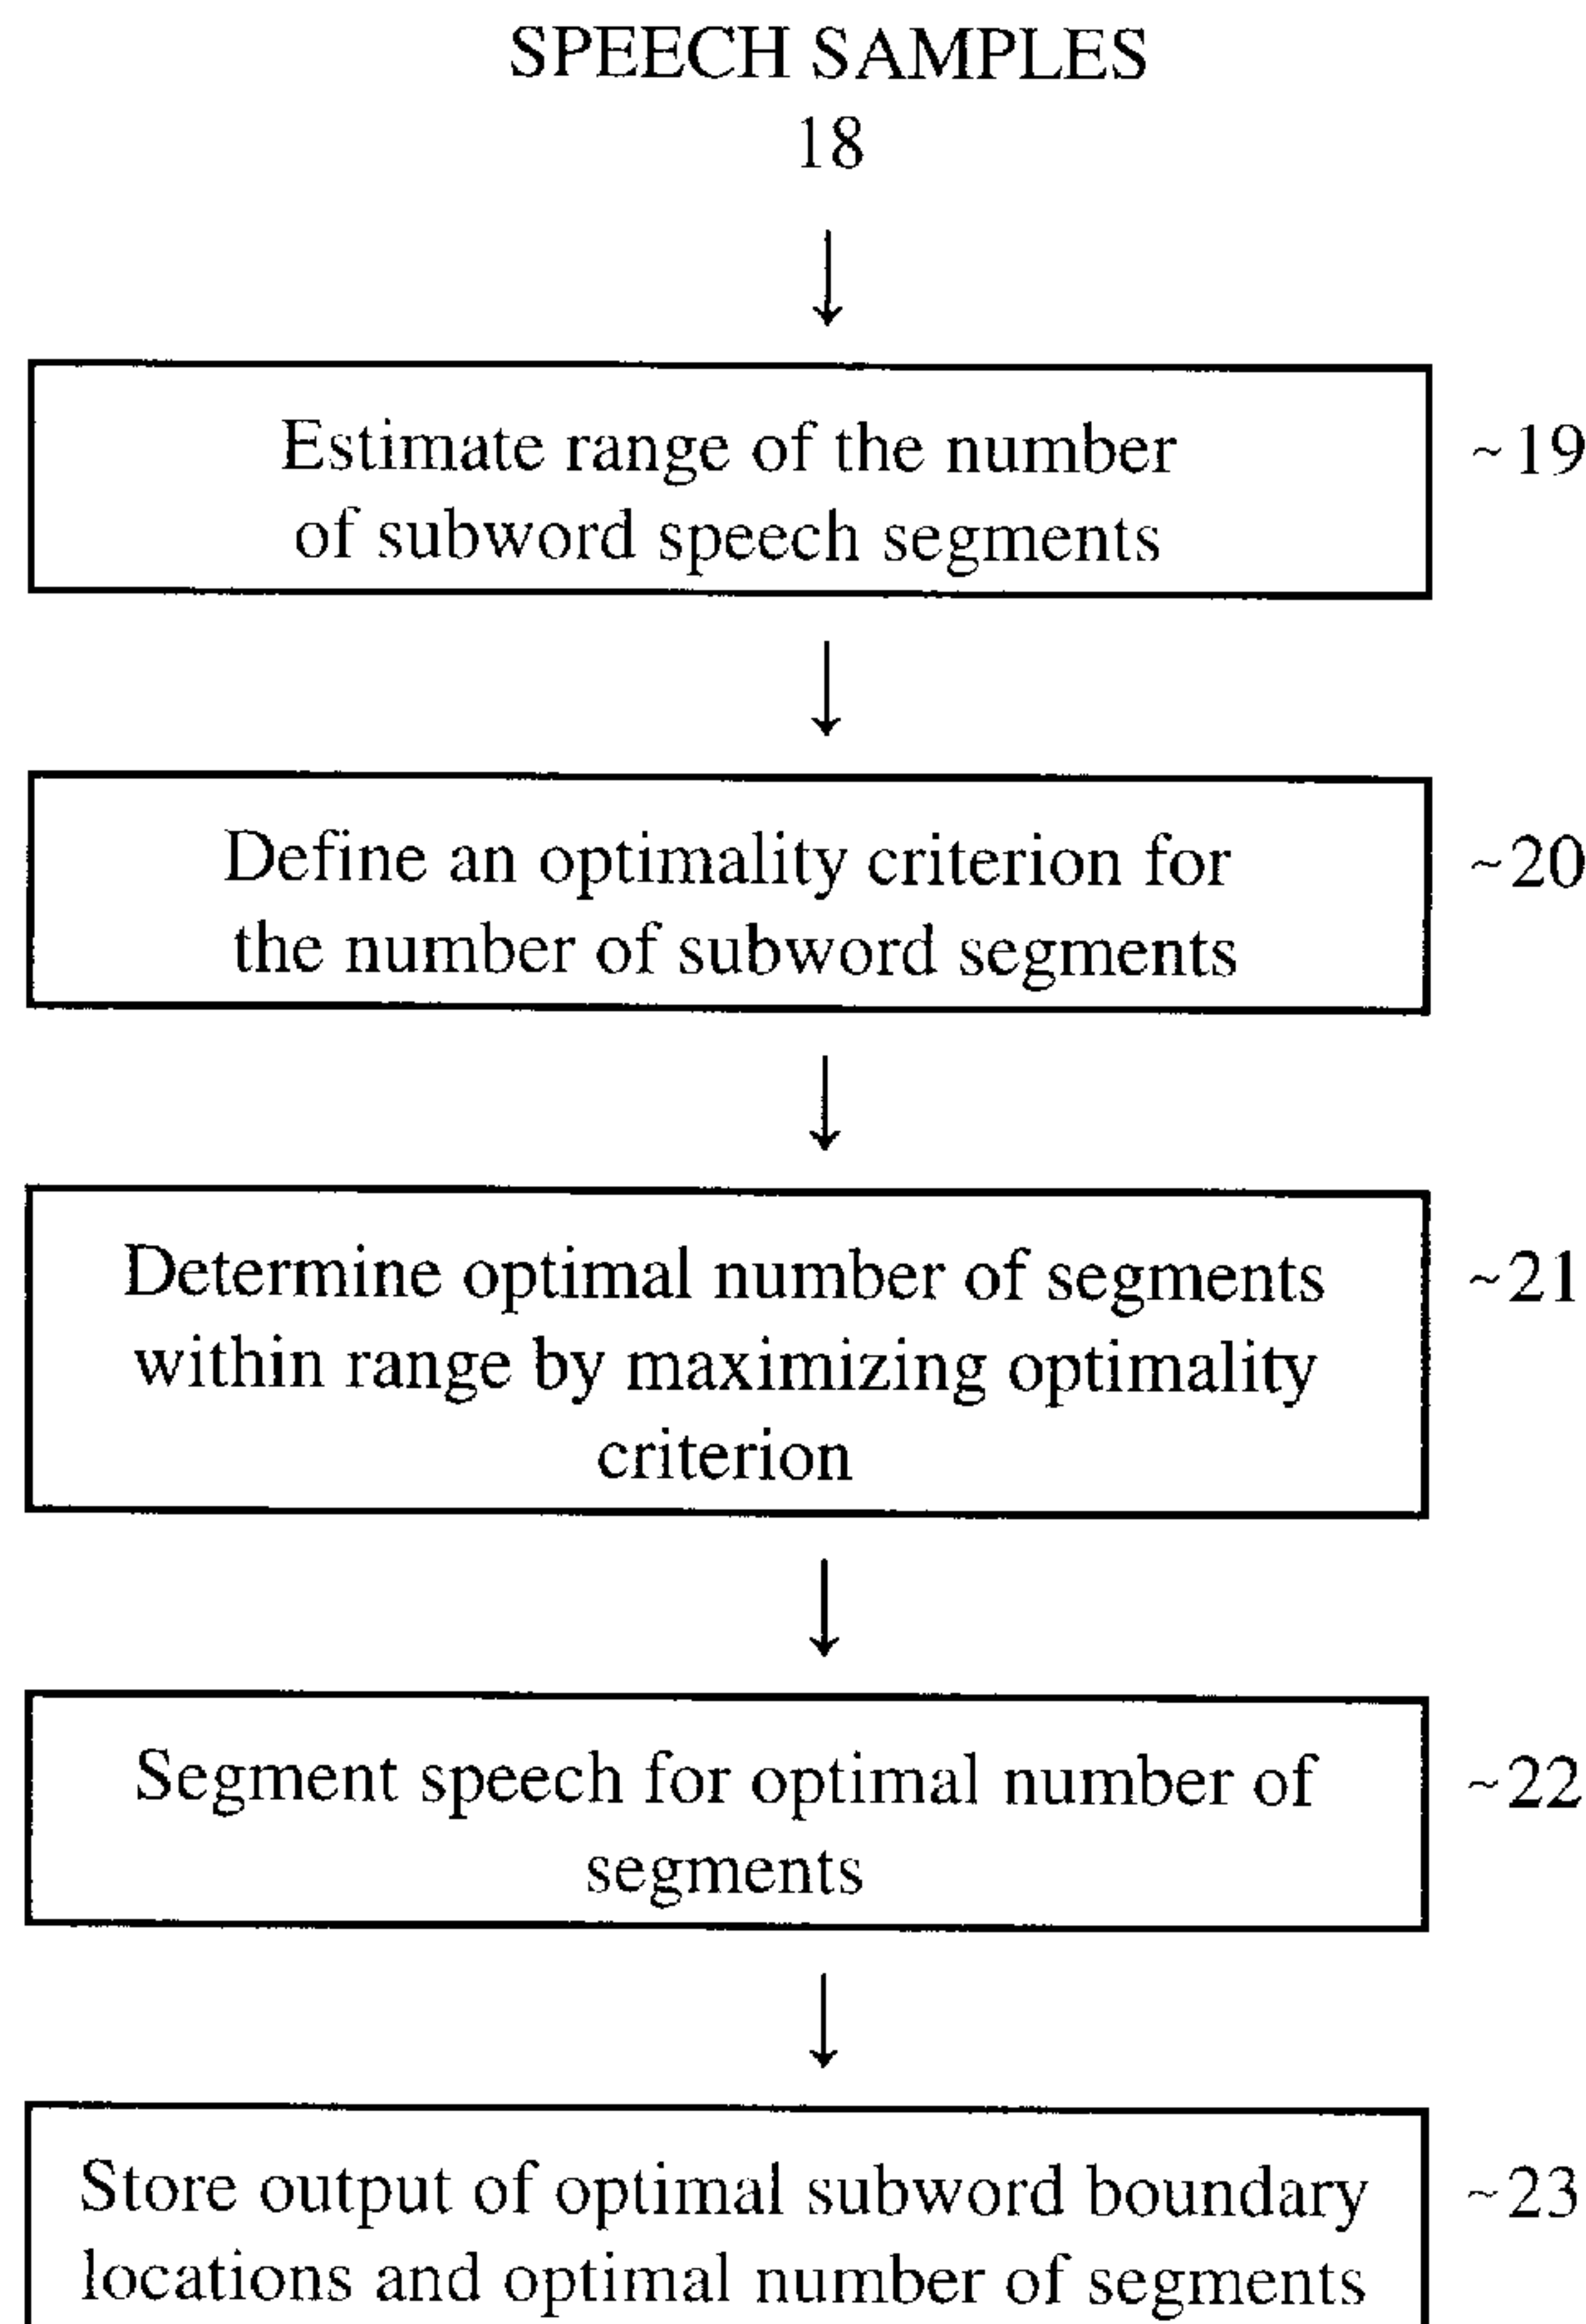 SPEECH SAMPLES
18
Estimate range of the number
of subword speech segments
~19
Define an optimality criterion for
the number of subword segments
~20
Determine optimal number of segments
within range by maximizing optimality
criterion
~21
Segment speech for optimal number of
segments
~22
Store output of optimal subword boundary
locations and optimal number of segments
~23